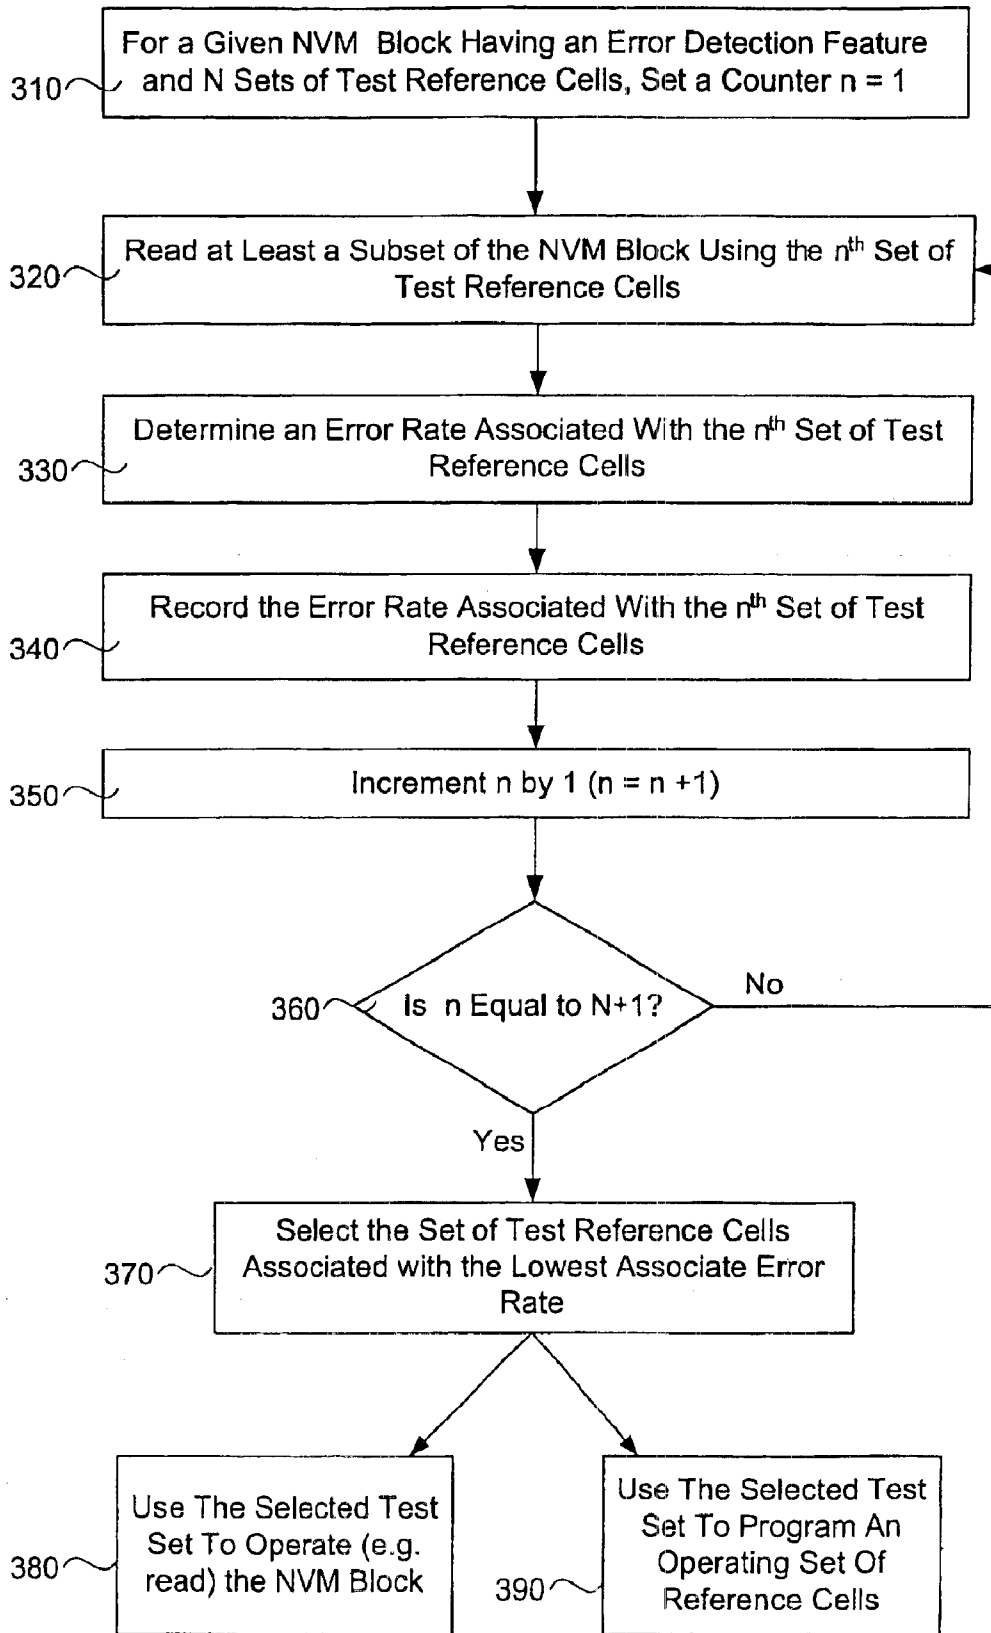 For a Given NVM Block Having an Error Detection Feature
and N Sets of Test Reference Cells, Set a Counter n = 1
310
Read at Least a Subset of the NVM Block Using the nth Set of
Test Reference Cells
320
Determine an Error Rate Associated With the nth Set of Test
Reference Cells
330
Record the Error Rate Associated With the nth Set of Test
Reference Cells
340
Increment n by 1 (n = n +1)
350
Is n Equal to N+1?
360
No
Yes
Select the Set of Test Reference Cells
Associated with the Lowest Associate Error
Rate
370
Use The Selected Test
Set To Operate (e.g.
read) the NVM Block
380
Use The Selected Test
Set To Program An
Operating Set Of
Reference Cells
390